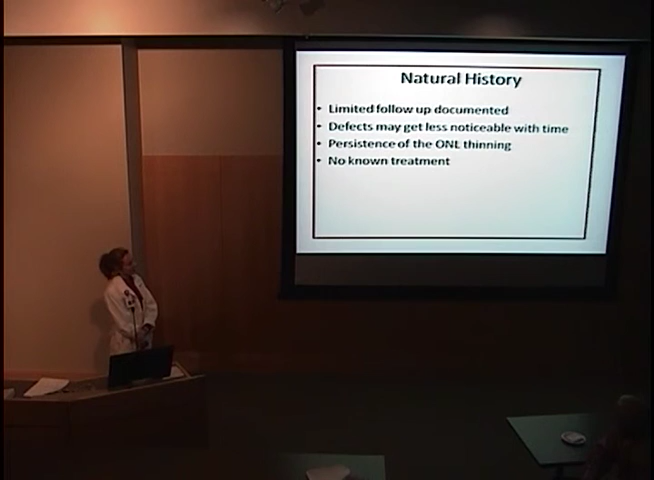 Natural History
• Limited follow up documented
• Defects may get less noticeable with time
• Persistence of the ONL thinning
• No known treatment